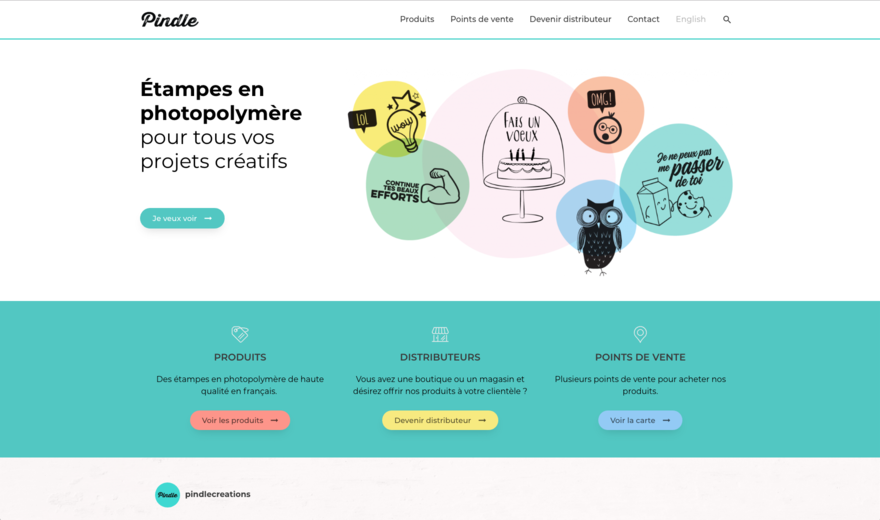 Pindle
Produits
Points de vente
Devenir distributeur
Contact
English
Étampes en
photopolymère
pour tous vos
projets créatifs
Je veux voir
LOL
CONTINUE
TES BEAUX
EFFORTS
FAIS UN
VOEUX
OMG!
Je ne peux pas
me passer
de toi
PRODUITS
Des étampes en photopolymère de haute
qualité en français.
Voir les produits
DISTRIBUTEURS
Vous avez une boutique ou un magasin et
désirez offrir nos produits à votre clientèle ?
Devenir distributeur
POINTS DE VENTE
Plusieurs points de vente pour acheter nos
produits.
Voir la carte
Pindle
pindlecreations